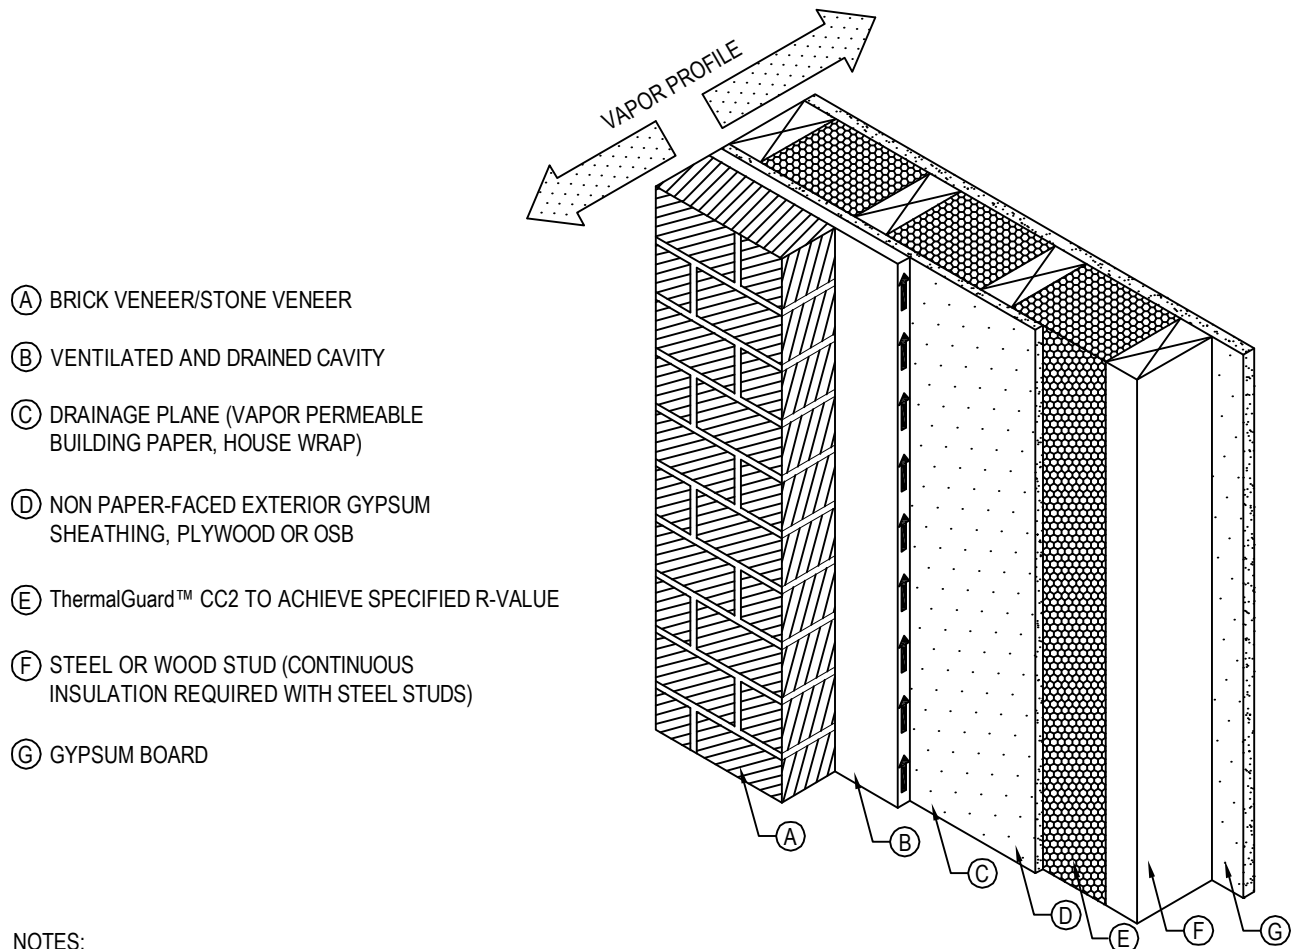 VAPOR PROFILE
(A) BRICK VENEER/STONE VENEER
(B) VENTILATED AND DRAINED CAVITY
(C) DRAINAGE PLANE (VAPOR PERMEABLE
BUILDING PAPER, HOUSE WRAP)
(D) NON PAPER-FACED EXTERIOR GYPSUM
SHEATHING, PLYWOOD OR OSB
(E) ThermalGuard™ CC2 TO ACHIEVE SPECIFIED R-VALUE
(F) STEEL OR WOOD STUD (CONTINUOUS
INSULATION REQUIRED WITH STEEL STUDS)
(G) GYPSUM BOARD
A
B
C
D
E
F
G
NOTES: